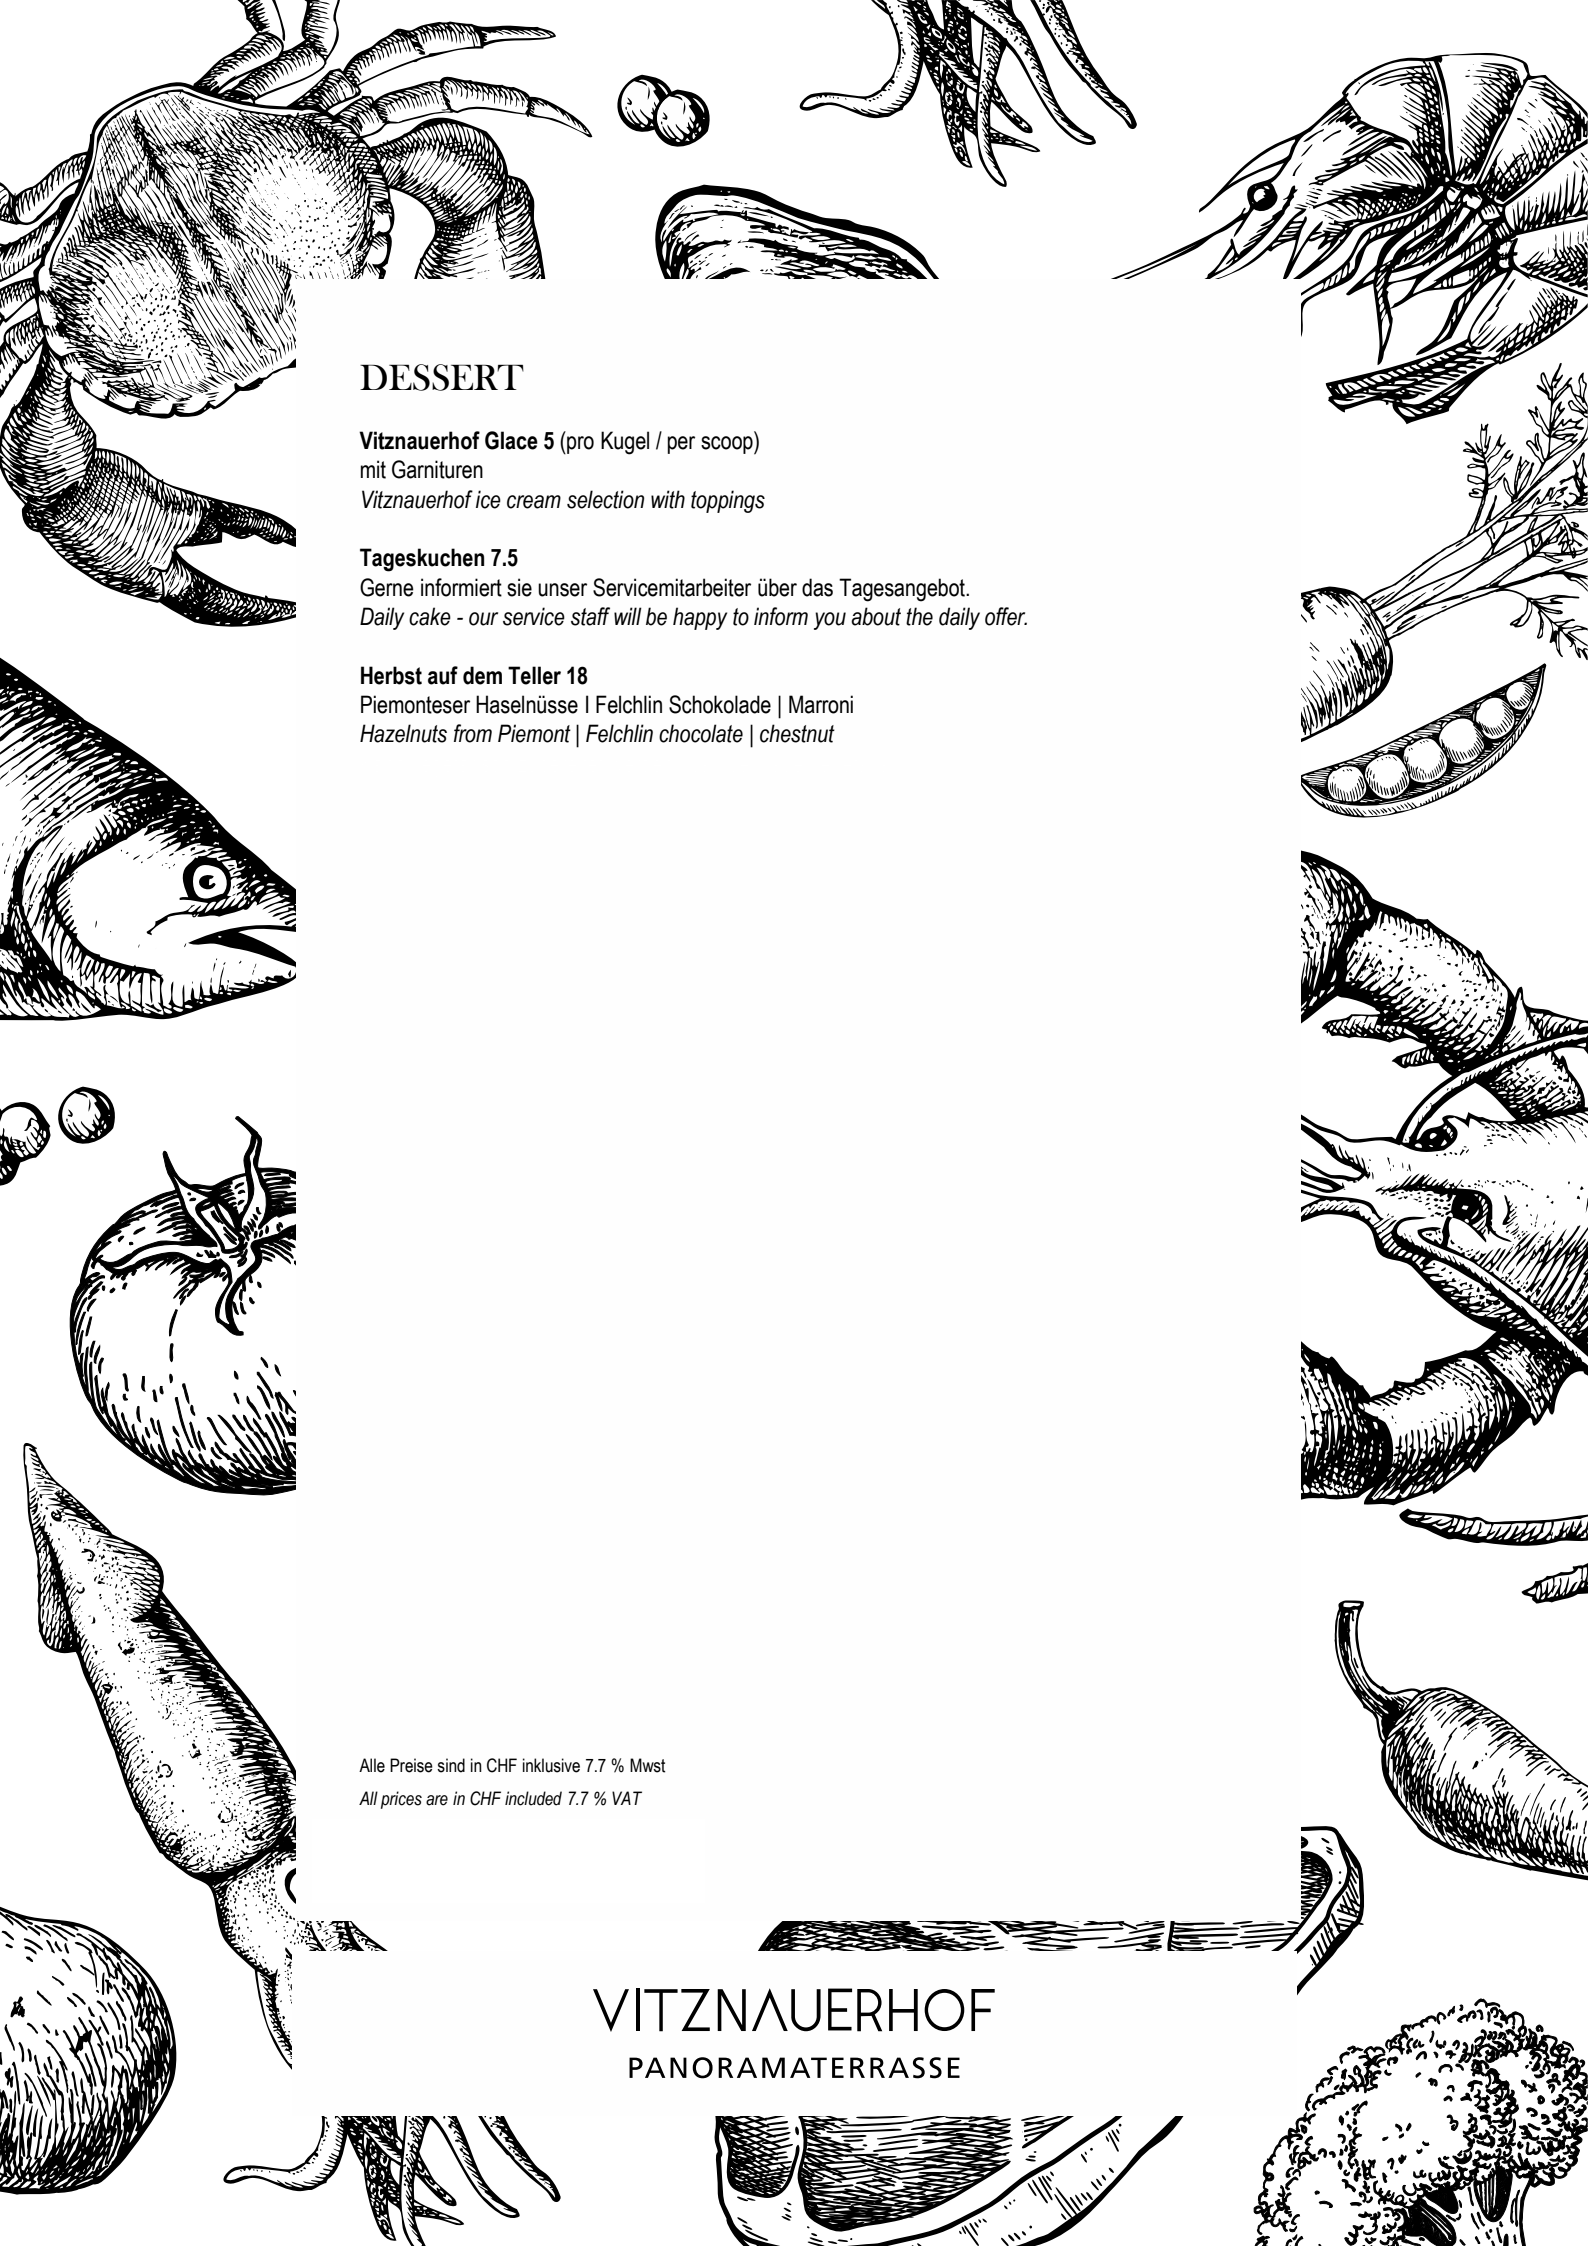 DESSERT
Vitznauerhof Glace 5 (pro Kugel / per scoop)
mit Garnituren
Vitznauerhof ice cream selection with toppings
Tageskuchen 7.5
Gerne informiert sie unser Servicemitarbeiter über das Tagesangebot.
Daily cake - our service staff will be happy to inform you about the daily offer.
Herbst auf dem Teller 18
Piemonteser Haselnüsse I Felchlin Schokolade | Marroni
Hazelnuts from Piemont | Felchlin chocolate | chestnut
Alle Preise sind in CHF inklusive 7.7 % Mwst
All prices are in CHF included 7.7 % VAT
VITZNAUERHOF
PANORAMATERRASSE